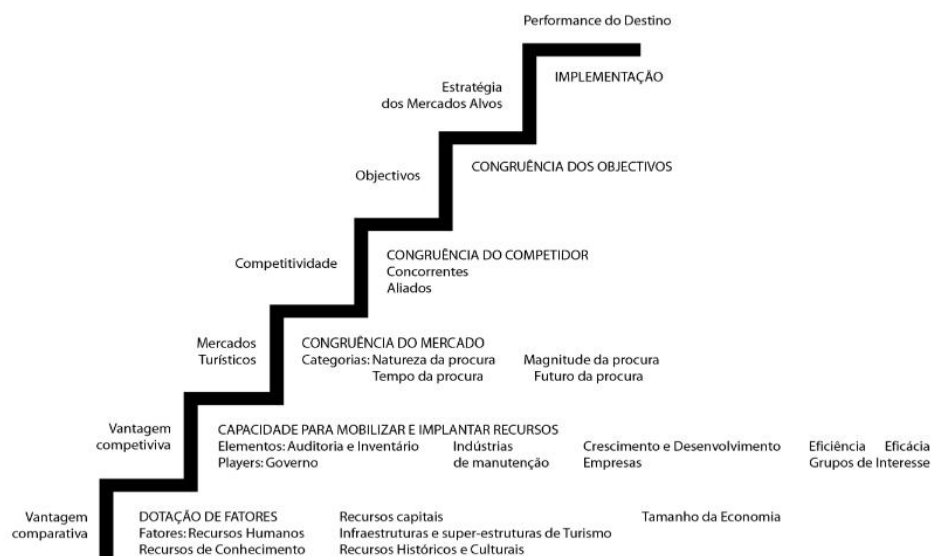 Performance do Destino
IMPLEMENTAÇÃO
Estratégia
dos Mercados Alvos
CONGRUÊNCIA DOS OBJECTIVOS
Objectivos
CONGRUÊNCIA DO COMPETIDOR
Concorrentes
Aliados
Competitividade
Mercados
Turísticos
CONGRUÊNCIA DO MERCADO
Categorias: Natureza da procura Magnitude da procura
Tempo da procura Futuro da procura
Vantagem
competiviva
CAPACIDADE PARA MOBILIZAR E IMPLANTAR RECURSOS
Elementos: Auditoria e Inventário Indústrias Crescimento e Desenvolvimento Eficiência Eficácia
Players: Governo de manutenção Empresas Grupos de Interesse
Vantagem
comparativa
DOTAÇÃO DE FATORES Recursos capitais Tamanho da Economia
Fatores: Recursos Humanos Infraestruturas e super-estruturas de Turismo
Recursos de Conhecimento Recursos Históricos e Culturais